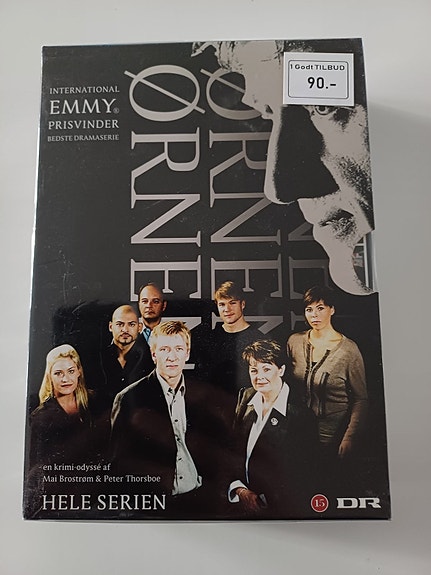 1 Godt TILBUD
90.-
INTERNATIONAL
EMMY®
PRISVINDER
BEDSTE DRAMASERIE
ØRNEN
ØRNEN
en krimi-odyssé af
Mai Brostrøm & Peter Thorsboe
HELE SERIEN
15
DR